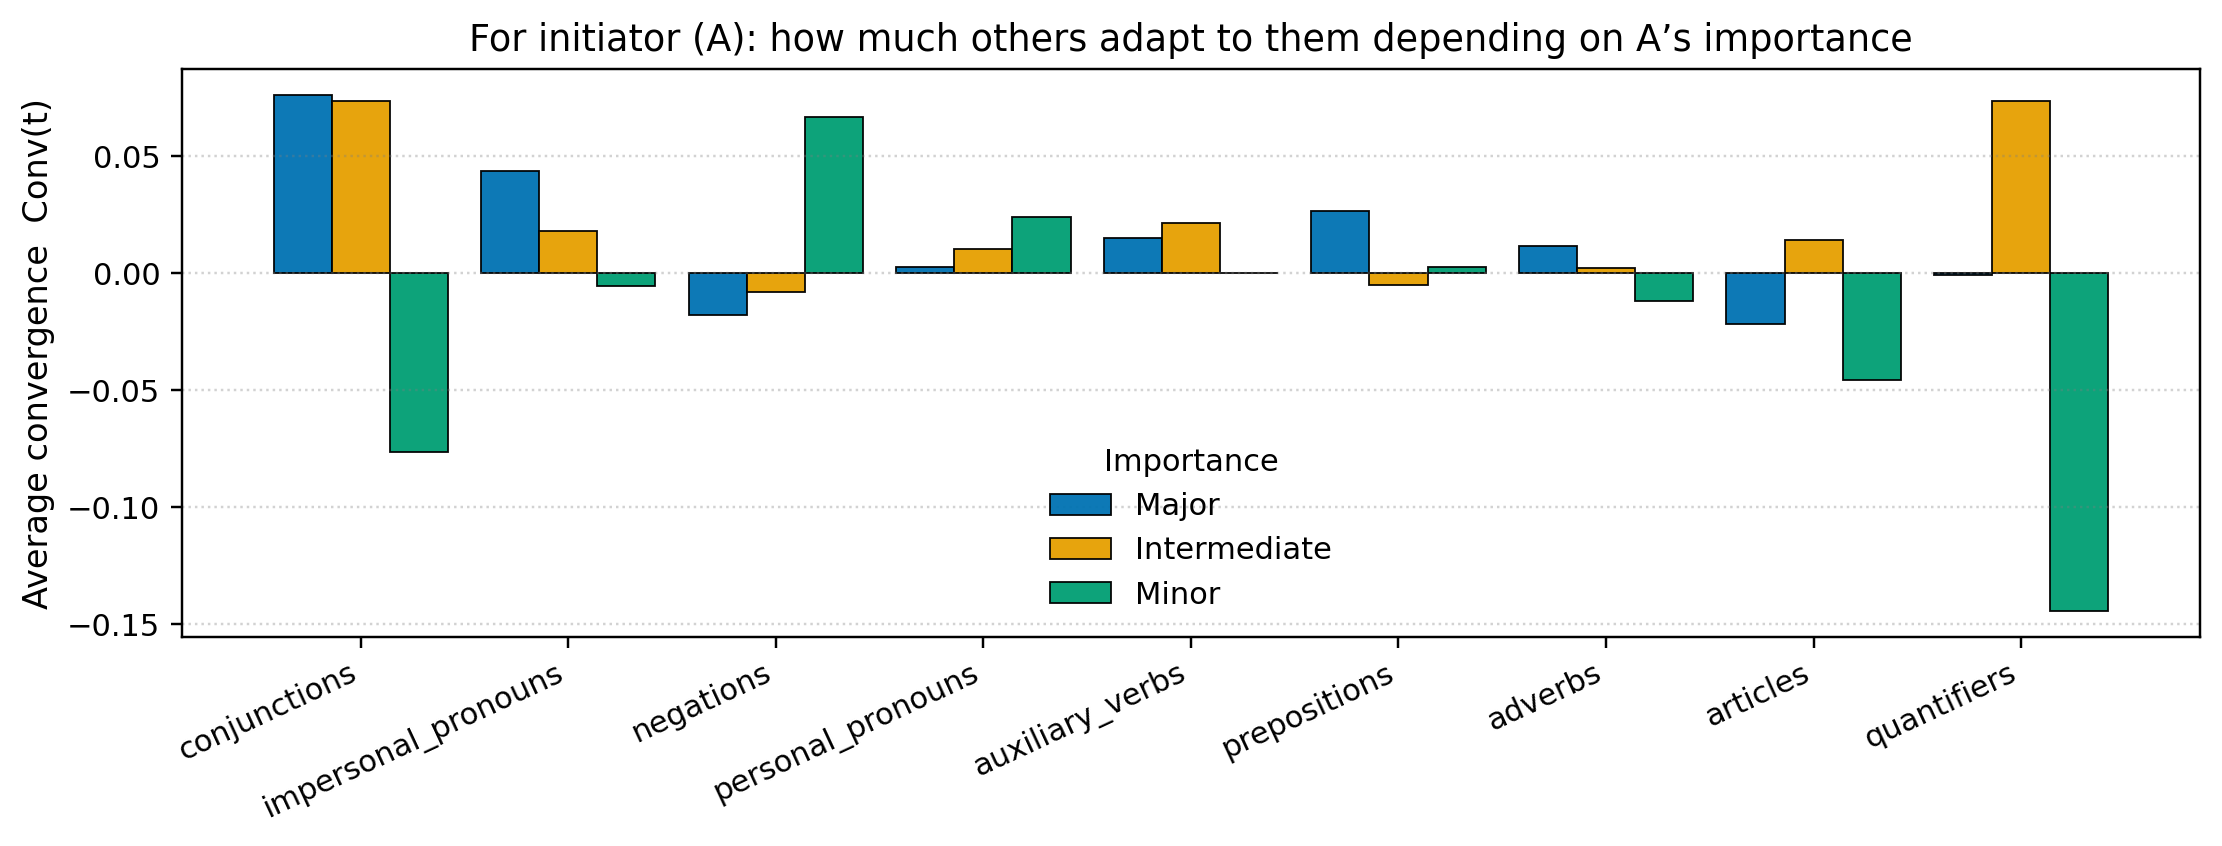 For initiator (A): how much others adapt to them depending on A’s importance
Average convergence  Conv(t)
0.05
0.00
−0.05
−0.10
−0.15
Importance
Major
Intermediate
Minor
conjunctions
impersonal_pronouns
negations
personal_pronouns
auxiliary_verbs
prepositions
adverbs
articles
quantifiers